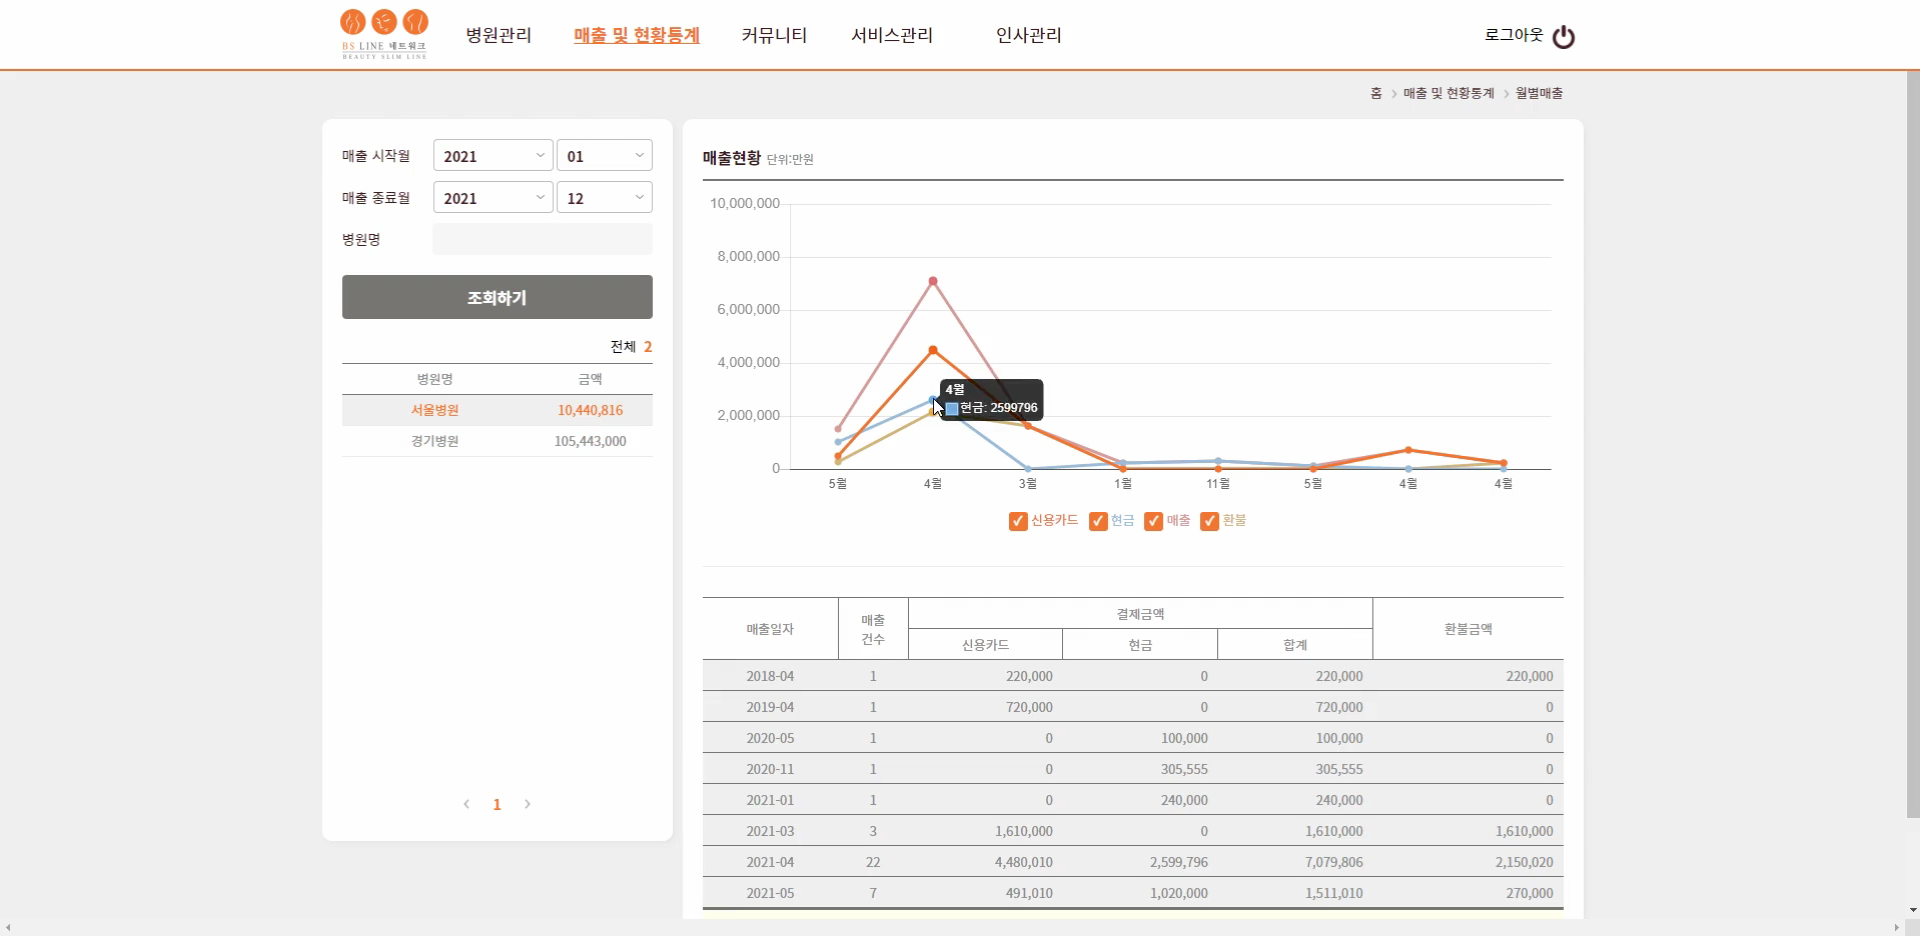 BS LINE 네트워크
BEAUTY SLIM LINE
병원관리
매출 및 현황통계
커뮤니티
서비스관리
인사관리
로그아웃
홈 > 매출 및 현황통계 > 월별매출
매출 시작월 2021 01
매출 종료월 2021 12
병원명
조회하기
전체 2
병원명 금액
서울병원 10,440,816
경기병원 105,443,000
1
매출현황 단위:만원
10,000,000
8,000,000
6,000,000
4,000,000
2,000,000
0
4월
현금: 2599796
5월 4월 3월 1월 11월 5월 4월 4월
신용카드 현금 매출 환불
매출일자 매출 건수 결제금액 환불금액
신용카드 현금 합계
2018-04 1 220,000 0 220,000 220,000
2019-04 1 720,000 0 720,000 0
2020-05 1 0 100,000 100,000 0
2020-11 1 0 305,555 305,555 0
2021-01 1 0 240,000 240,000 0
2021-03 3 1,610,000 0 1,610,000 1,610,000
2021-04 22 4,480,010 2,599,796 7,079,806 2,150,020
2021-05 7 491,010 1,020,000 1,511,010 270,000